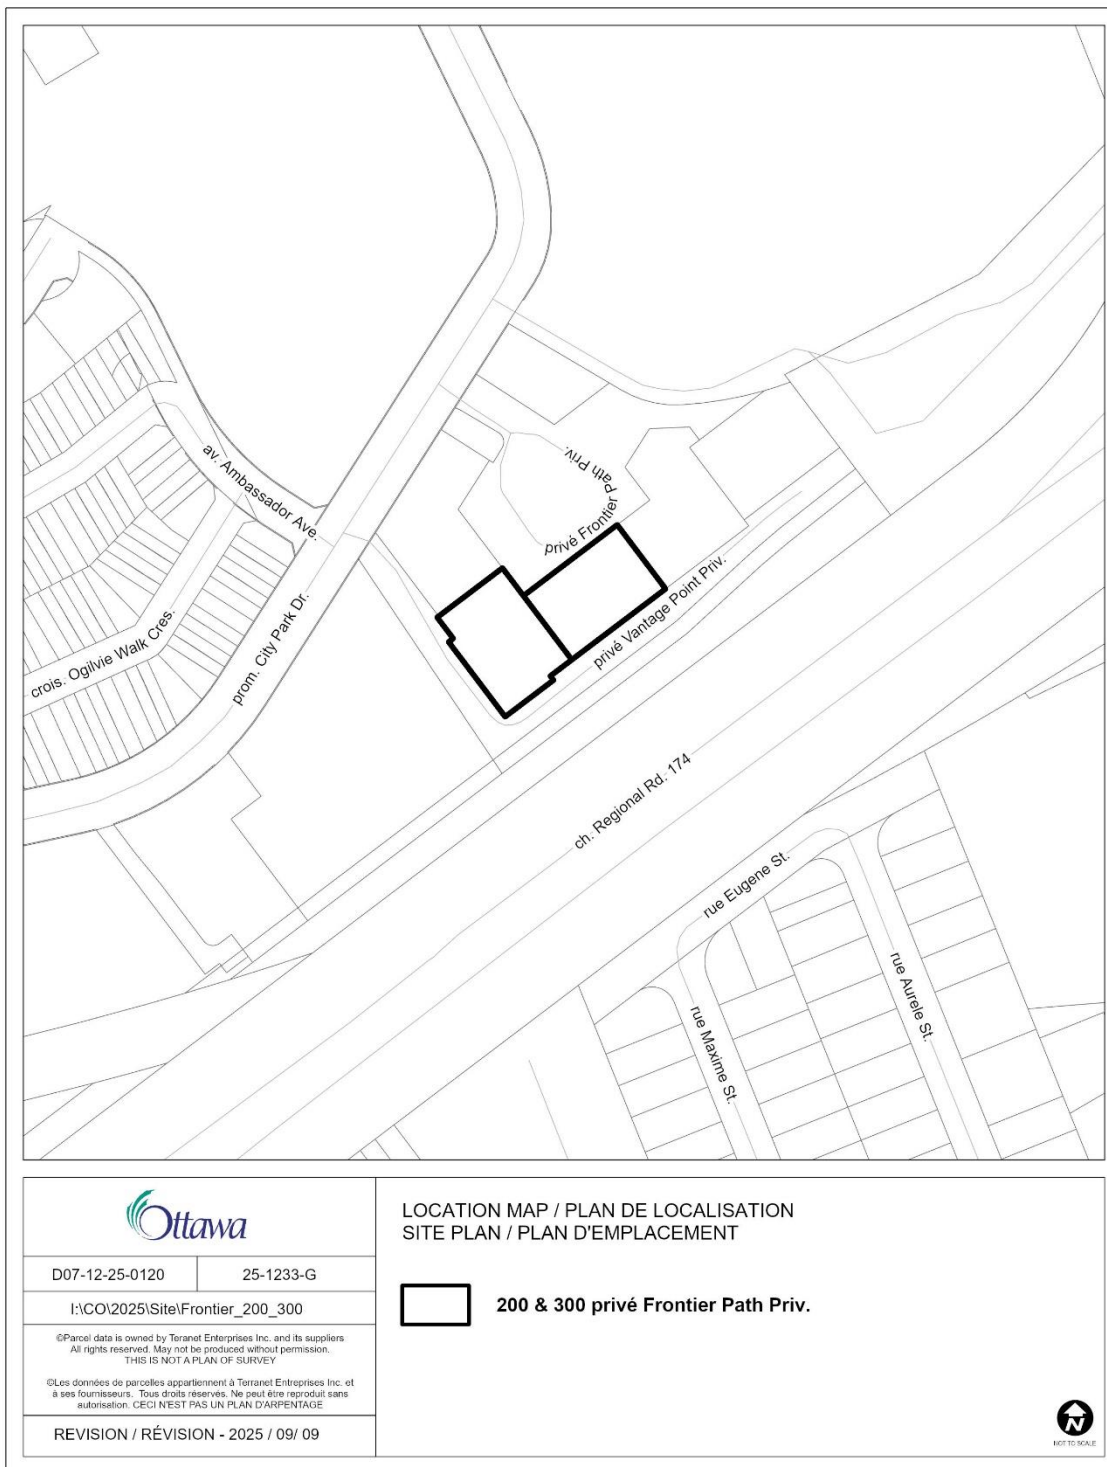 privé Frontier Path Priv.
av. Ambassador Ave.
privé Vantage Point Priv.
prom. City Park Dr.
crois. Ogilvie Walk Cres.
ch. Regional Rd. 174
rue Eugene St.
rue Aurele St.
rue Maxime St.
Ottawa
D07-12-25-0120
25-1233-G
I:\CO\2025\Site\Frontier_200_300
©Parcel data is owned by Teranet Enterprises Inc. and its suppliers
All rights reserved. May not be produced without permission.
THIS IS NOT A PLAN OF SURVEY
©Les données de parcelles appartiennent à Terranet Entreprises Inc. et
à ses fournisseurs. Tous droits réservés. Ne peut être reproduit sans
autorisation. CECI N'EST PAS UN PLAN D'ARPENTAGE
REVISION / RÉVISION - 2025 / 09/ 09
LOCATION MAP / PLAN DE LOCALISATION
SITE PLAN / PLAN D'EMPLACEMENT
200 & 300 privé Frontier Path Priv.
N
NOT TO SCALE